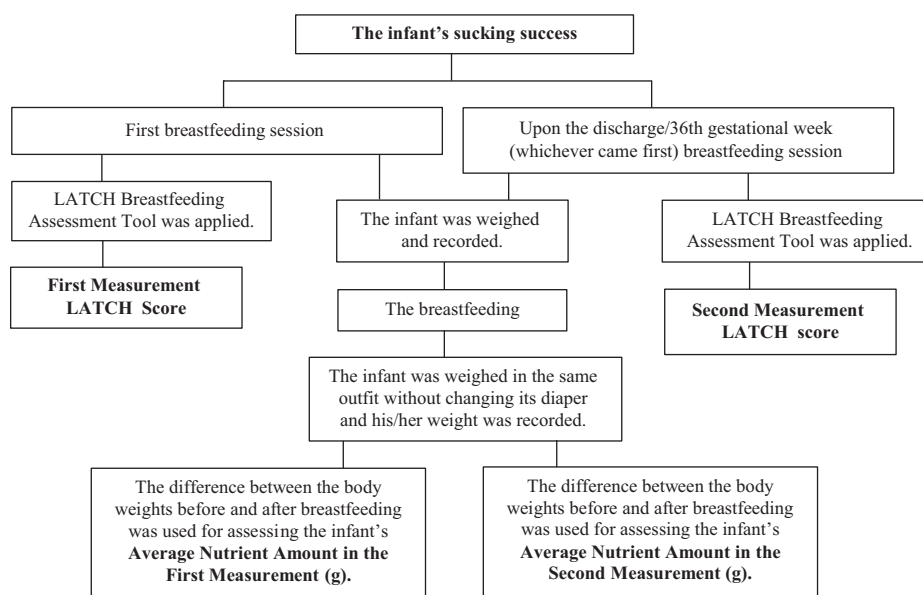 The infant's sucking success
First breastfeeding session
Upon the discharge/36th gestational week
(whichever came first) breastfeeding session
LATCH Breastfeeding
Assessment Tool was applied.
The infant was weighed
and recorded.
LATCH Breastfeeding
Assessment Tool was applied.
First Measurement
LATCH Score
The breastfeeding
Second Measurement
LATCH score
The infant was weighed in the same
outfit without changing its diaper
and his/her weight was recorded.
The difference between the body
weights before and after breastfeeding
was used for assessing the infant's
Average Nutrient Amount in the
First Measurement (g).
The difference between the body
weights before and after breastfeeding
was used for assessing the infant's
Average Nutrient Amount in the
Second Measurement (g).